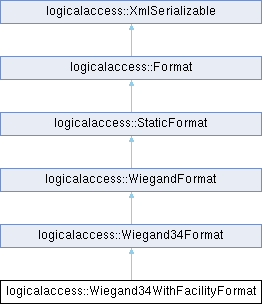 logicalaccess::XmlSerializable
logicalaccess::Format
logicalaccess::StaticFormat
logicalaccess::WiegandFormat
logicalaccess::Wiegand34Format
logicalaccess::Wiegand34WithFacilityFormat